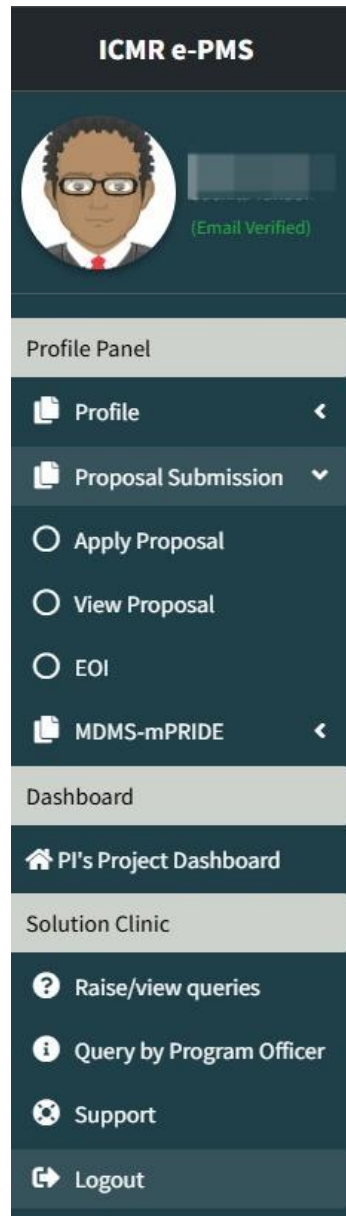 ICMR e-PMS
(Email Verified)
Profile Panel
Profile
Proposal Submission
Apply Proposal
View Proposal
EOI
MDMS-mPRIDE
Dashboard
PI's Project Dashboard
Solution Clinic
Raise/view queries
Query by Program Officer
Support
Logout